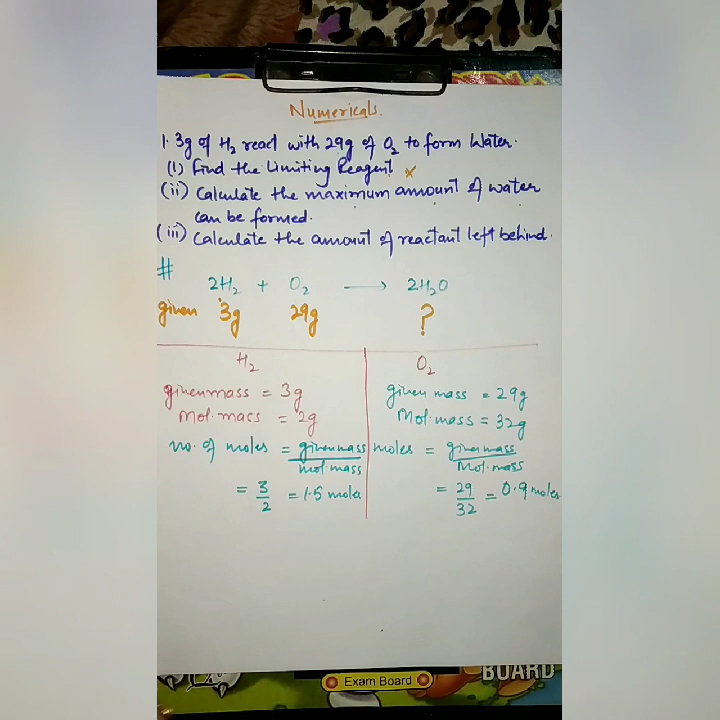 Numericals.
1. 3g of H₂ react with 29g of O₂ to form Water.
(i) Find the Limiting Reagent x
(ii) Calculate the maximum amount of water
can be formed.
(iii) Calculate the amount of reactant left behind.
# 2H₂ + O₂ → 2H₂O
given 3g 29g ?
H₂
given mass = 3g
Mol. mass = 2g
no. of moles = given mass / mol. mass
= 3/2 = 1.5 moles
O₂
given mass = 29g
Mol. mass = 32g
moles = given mass / Mol. mass
= 29/32 = 0.9 moles
Exam Board
BOARD